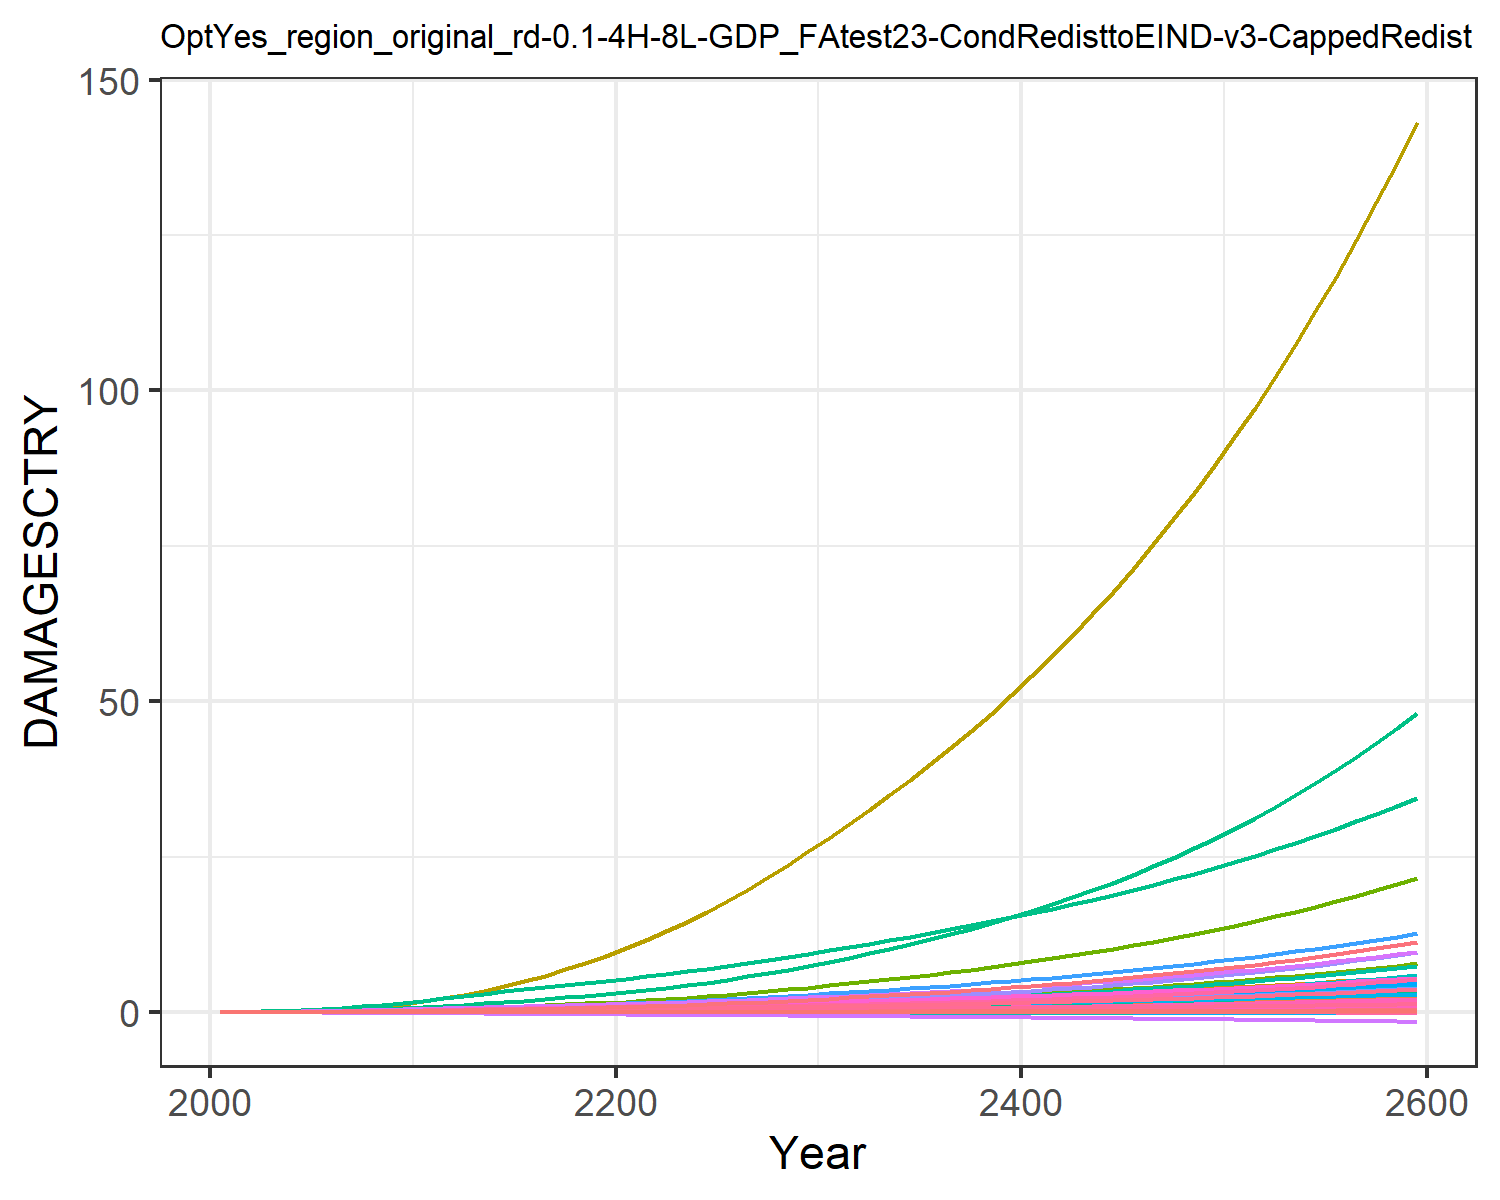 OptYes_region_original_rd-0.1-4H-8L-GDP_FAtest23-CondRedisttoEIND-v3-CappedRedist
150
100
50
0
DAMAGESCTRY
2000 2200 2400 2600
Year